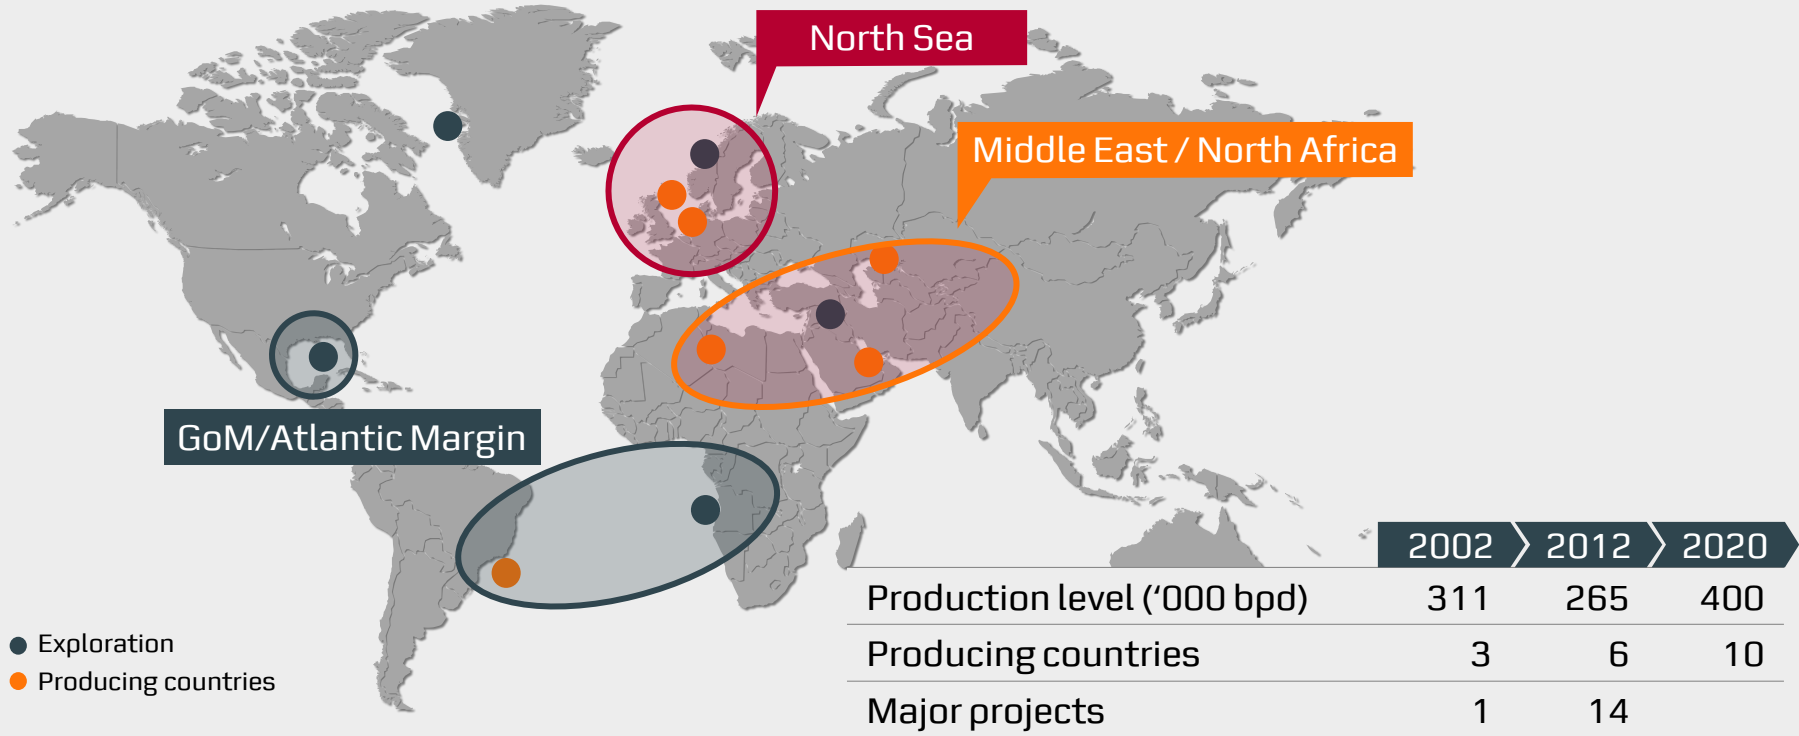 North Sea
Middle East / North Africa
GoM/Atlantic Margin
Exploration
Producing countries
2002 2012 2020
Production level (‘000 bpd) 311 265 400
Producing countries 3 6 10
Major projects 1 14